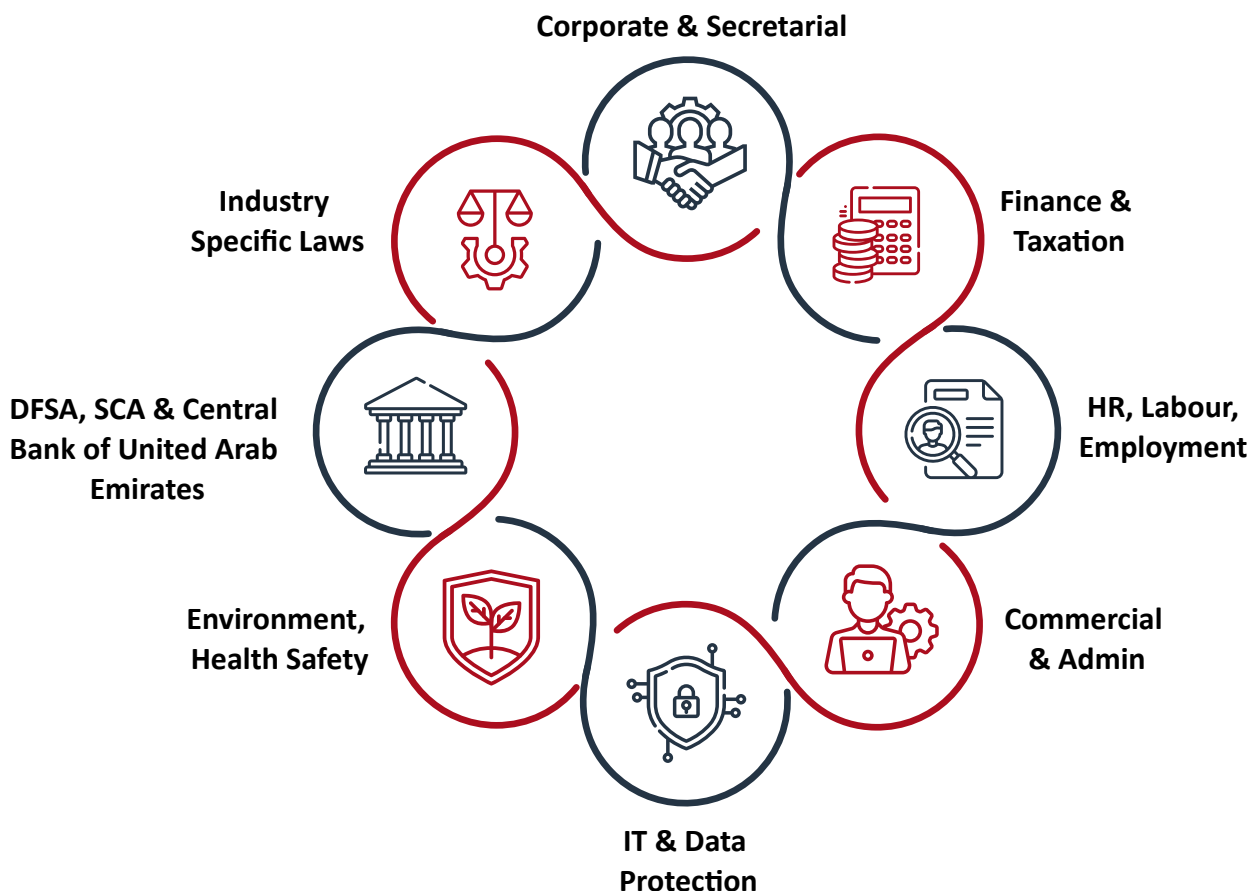 Corporate & Secretarial
Finance &
Taxation
HR, Labour,
Employment
Commercial
& Admin
IT & Data
Protection
Environment,
Health Safety
DFSA, SCA & Central
Bank of United Arab
Emirates
Industry
Specific Laws